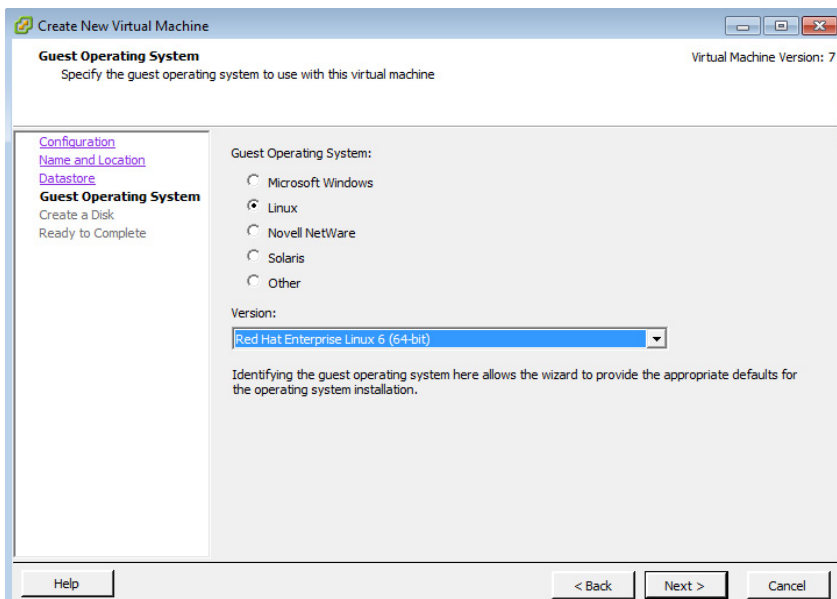 Create New Virtual Machine
Guest Operating System
Specify the guest operating system to use with this virtual machine
Virtual Machine Version: 7
Configuration
Name and Location
Datastore
Guest Operating System
Create a Disk
Ready to Complete
Guest Operating System:
Microsoft Windows
Linux
Novell NetWare
Solaris
Other
Version:
Red Hat Enterprise Linux 6 (64-bit)
Identifying the guest operating system here allows the wizard to provide the appropriate defaults for
the operating system installation.
Help
< Back
Next >
Cancel